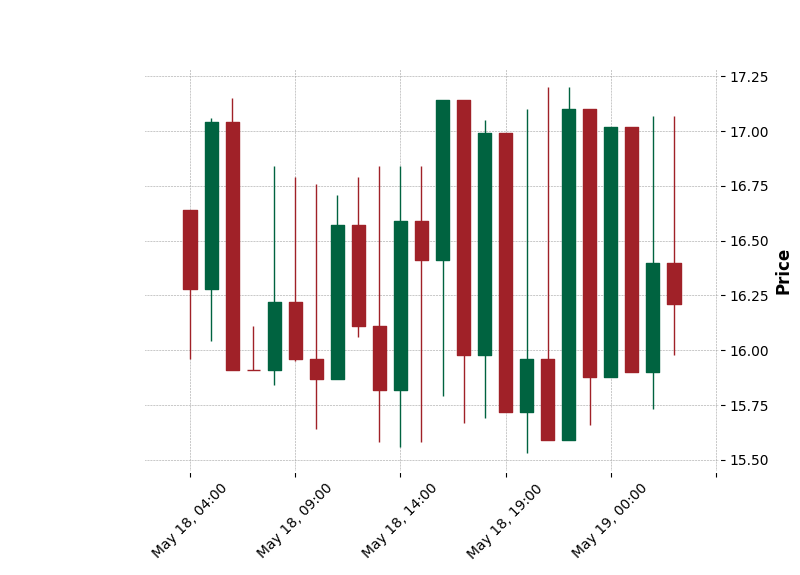 17.25
17.00
16.75
16.50
16.25
16.00
15.75
15.50
Price
May 18, 04:00
May 18, 09:00
May 18, 14:00
May 18, 19:00
May 19, 00:00